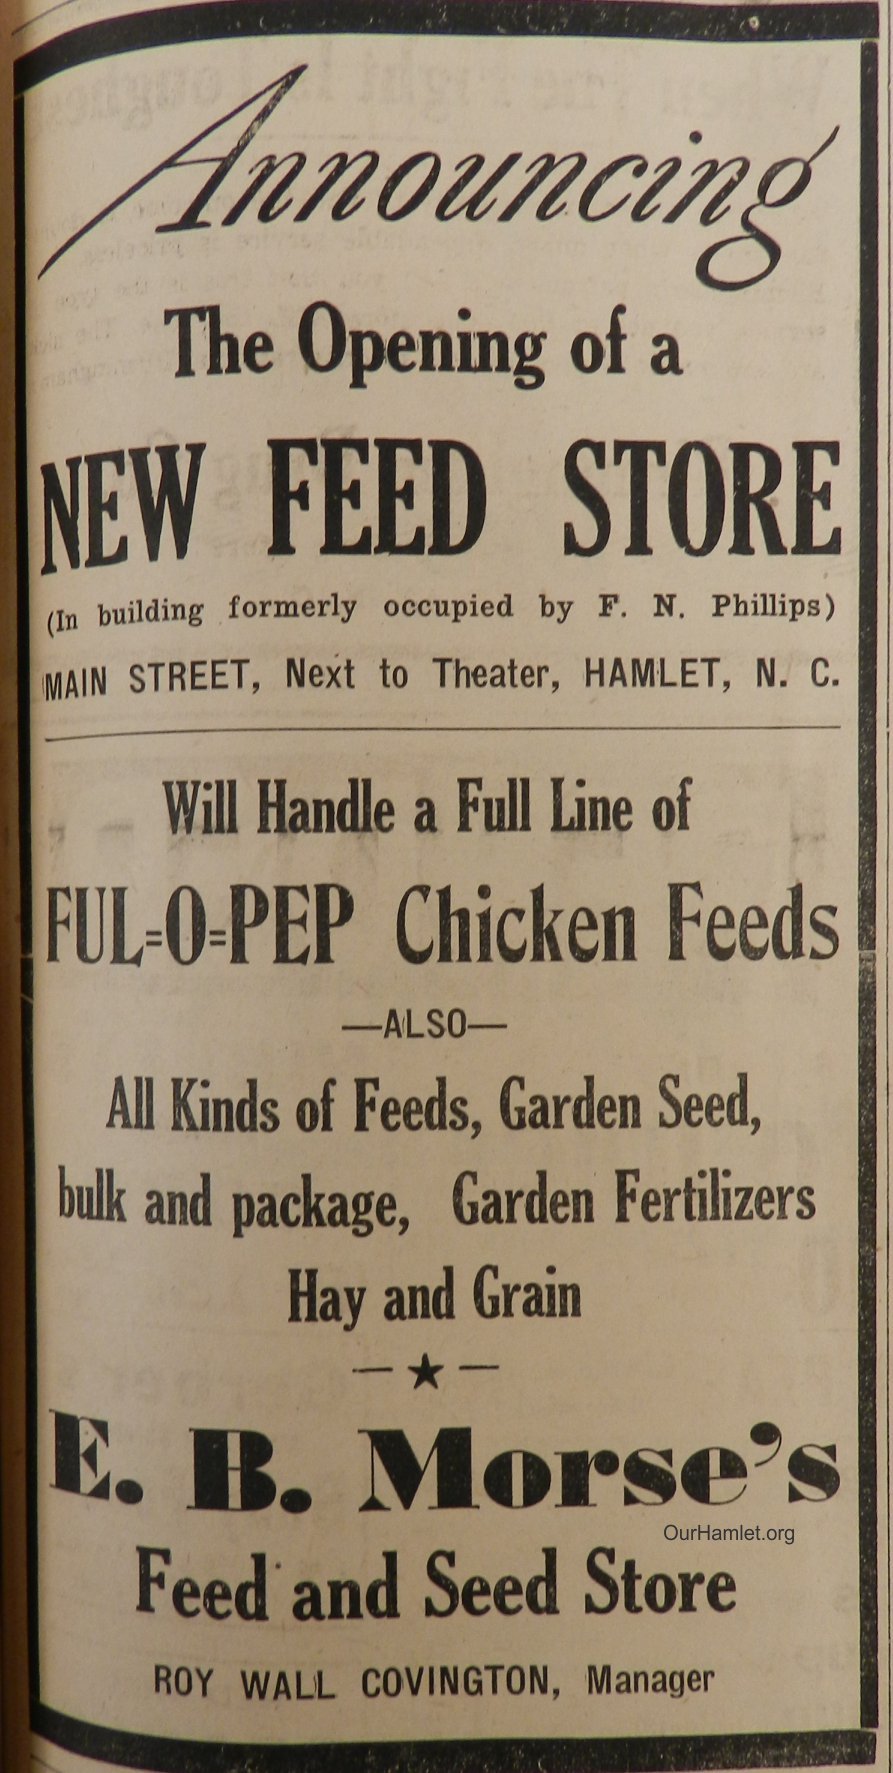 Announcing
The Opening of a
NEW FEED STORE
(In building formerly occupied by F. N. Phillips)
MAIN STREET, Next to Theater, HAMLET, N. C.
Will Handle a Full Line of
FUL=O=PEP Chicken Feeds
—ALSO—
All Kinds of Feeds, Garden Seed,
bulk and package, Garden Fertilizers
Hay and Grain
—★—
E. B. Morse's
OurHamlet.org
Feed and Seed Store
ROY WALL COVINGTON, Manager